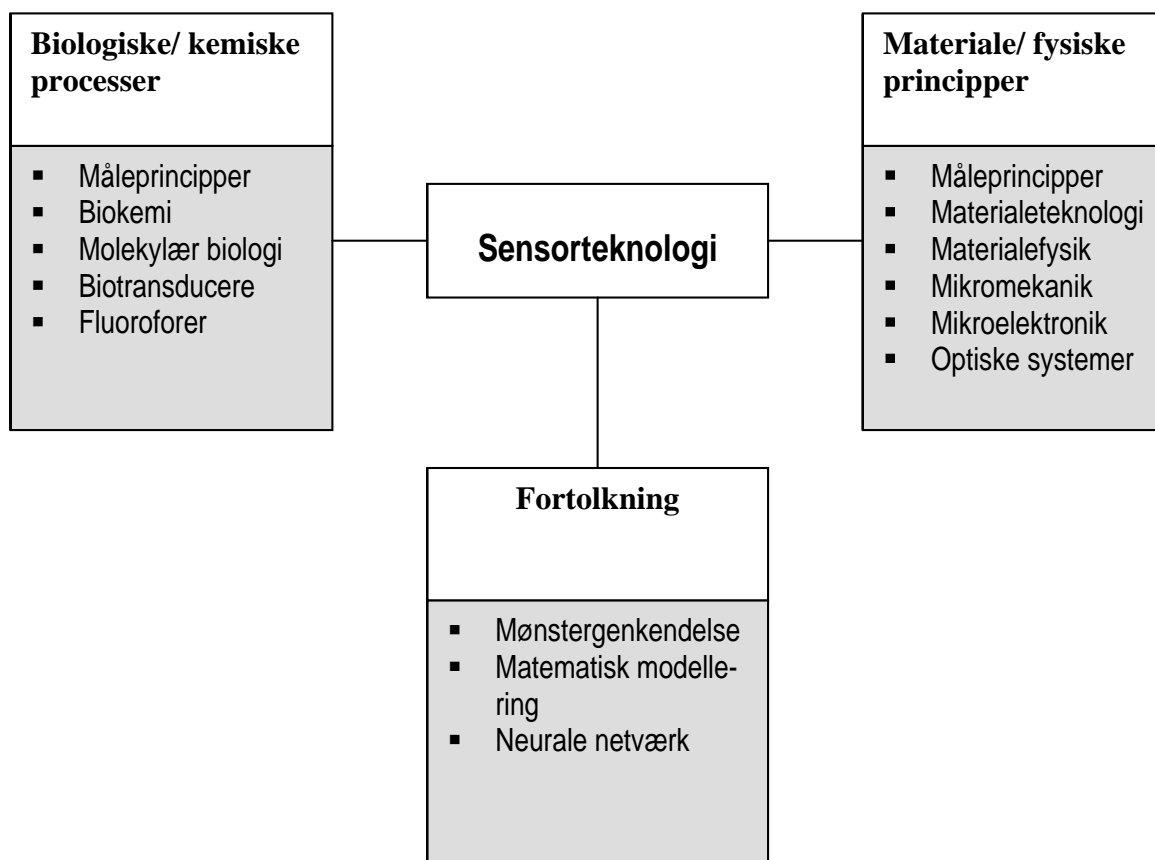 Biologiske/ kemiske
processer
▪ Måleprincipper
▪ Biokemi
▪ Molekylær biologi
▪ Biotransducere
▪ Fluoroforer
Sensorteknologi
Materiale/ fysiske
principper
▪ Måleprincipper
▪ Materialeteknologi
▪ Materialefysik
▪ Mikromekanik
▪ Mikroelektronik
▪ Optiske systemer
Fortolkning
▪ Mønstergenkendelse
▪ Matematisk modelle-
ring
▪ Neurale netværk